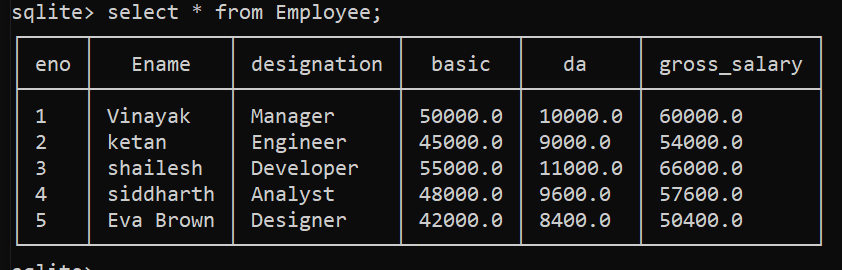 sqlite> select * from Employee;
eno Ename designation basic da gross_salary
1 Vinayak Manager 50000.0 10000.0 60000.0
2 ketan Engineer 45000.0 9000.0 54000.0
3 shailesh Developer 55000.0 11000.0 66000.0
4 siddharth Analyst 48000.0 9600.0 57600.0
5 Eva Brown Designer 42000.0 8400.0 50400.0
sqlite>